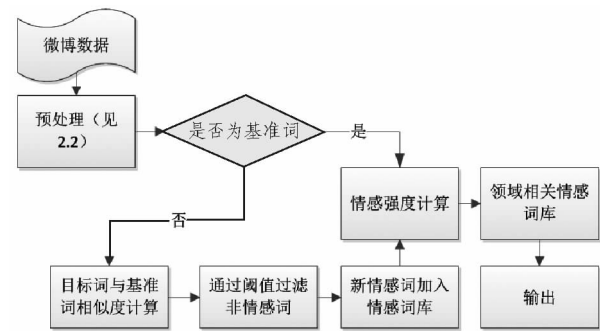 微博数据
预处理（见
2.2）
是否为基准词
是
否
情感强度计算
领域相关情感
词库
目标词与基准
词相似度计算
通过阈值过滤
非情感词
新情感词加入
情感词库
输出